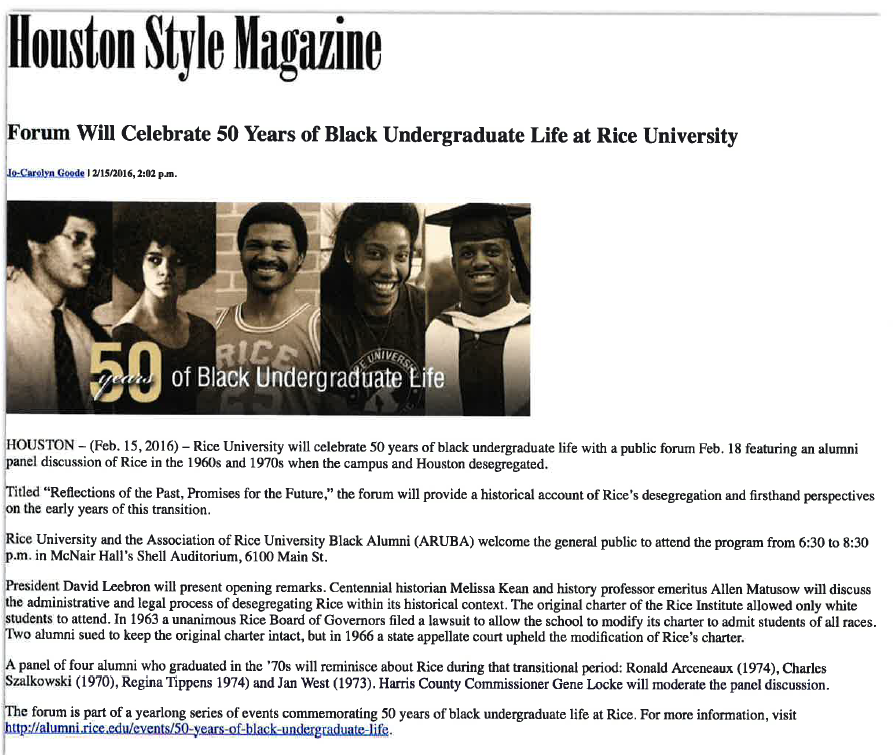 Houston Style Magazine
Forum Will Celebrate 50 Years of Black Undergraduate Life at Rice University
Jo-Carolyn Goode | 2/15/2016, 2:02 p.m.
RICE
25
UNIVERS
50
years
of Black Undergraduate Life
HOUSTON – (Feb. 15, 2016) – Rice University will celebrate 50 years of black undergraduate life with a public forum Feb. 18 featuring an alumni
panel discussion of Rice in the 1960s and 1970s when the campus and Houston desegregated.
Titled “Reflections of the Past, Promises for the Future,” the forum will provide a historical account of Rice’s desegregation and firsthand perspectives
on the early years of this transition.
Rice University and the Association of Rice University Black Alumni (ARUBA) welcome the general public to attend the program from 6:30 to 8:30
p.m. in McNair Hall’s Shell Auditorium, 6100 Main St.
President David Leebron will present opening remarks. Centennial historian Melissa Kean and history professor emeritus Allen Matusow will discuss
the administrative and legal process of desegregating Rice within its historical context. The original charter of the Rice Institute allowed only white
students to attend. In 1963 a unanimous Rice Board of Governors filed a lawsuit to allow the school to modify its charter to admit students of all races.
Two alumni sued to keep the original charter intact, but in 1966 a state appellate court upheld the modification of Rice’s charter.
A panel of four alumni who graduated in the ’70s will reminisce about Rice during that transitional period: Ronald Arceneaux (1974), Charles
Szalkowski (1970), Regina Tippens 1974) and Jan West (1973). Harris County Commissioner Gene Locke will moderate the panel discussion.
The forum is part of a yearlong series of events commemorating 50 years of black undergraduate life at Rice. For more information, visit
http://alumni.rice.edu/events/50-years-of-black-undergraduate-life.